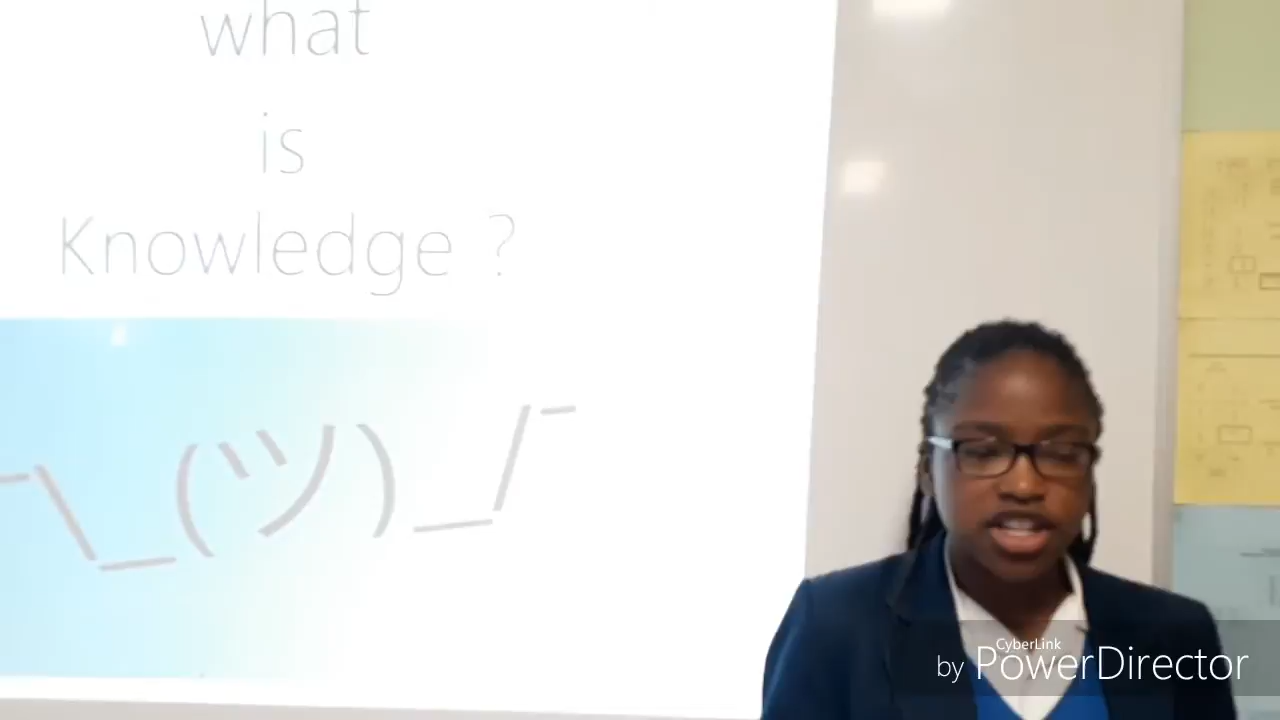 what
is
Knowledge ?
¯\_(ツ)_/¯
CyberLink
by PowerDirector